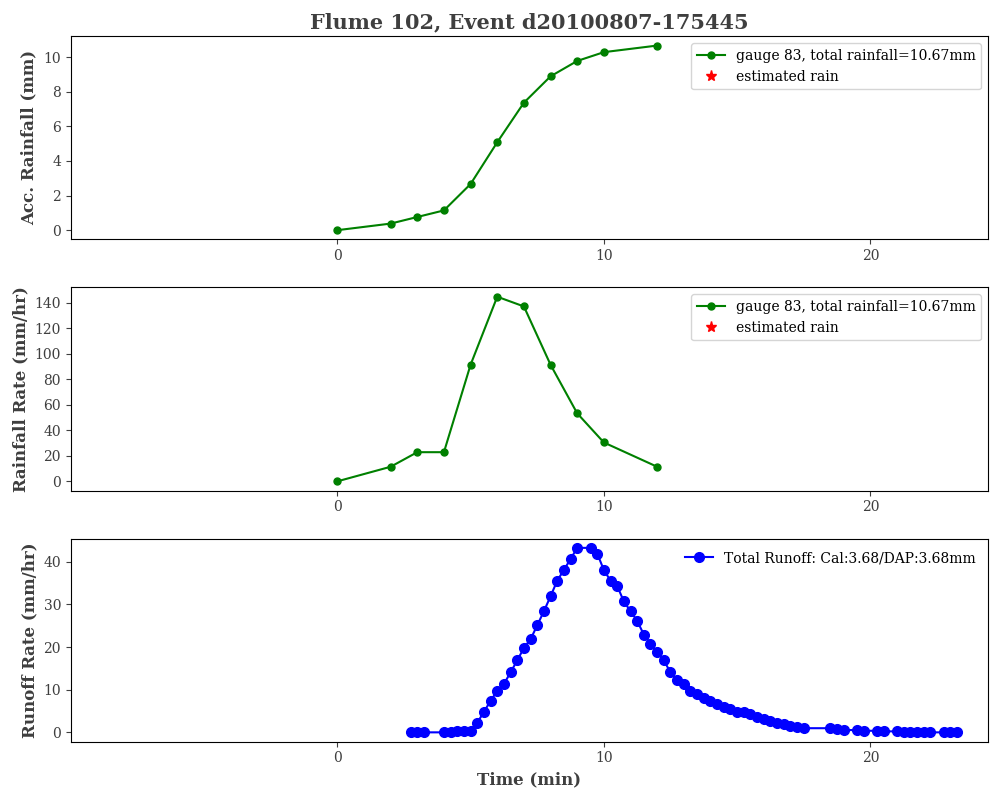 Flume 102, Event d20100807-175445
Acc. Rainfall (mm)
10
8
6
4
2
0
gauge 83, total rainfall=10.67mm
estimated rain
0 10 20
Rainfall Rate (mm/hr)
140
120
100
80
60
40
20
0
gauge 83, total rainfall=10.67mm
estimated rain
0 10 20
Runoff Rate (mm/hr)
40
30
20
10
0
Total Runoff: Cal:3.68/DAP:3.68mm
0 10 20
Time (min)